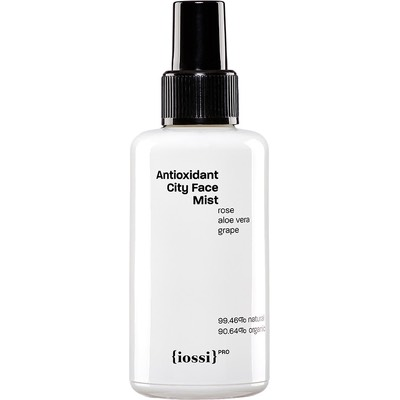 Antioxidant
City Face
Mist
rose
aloe vera
grape
99.46% natural
90.64% organic
{iossi} PRO